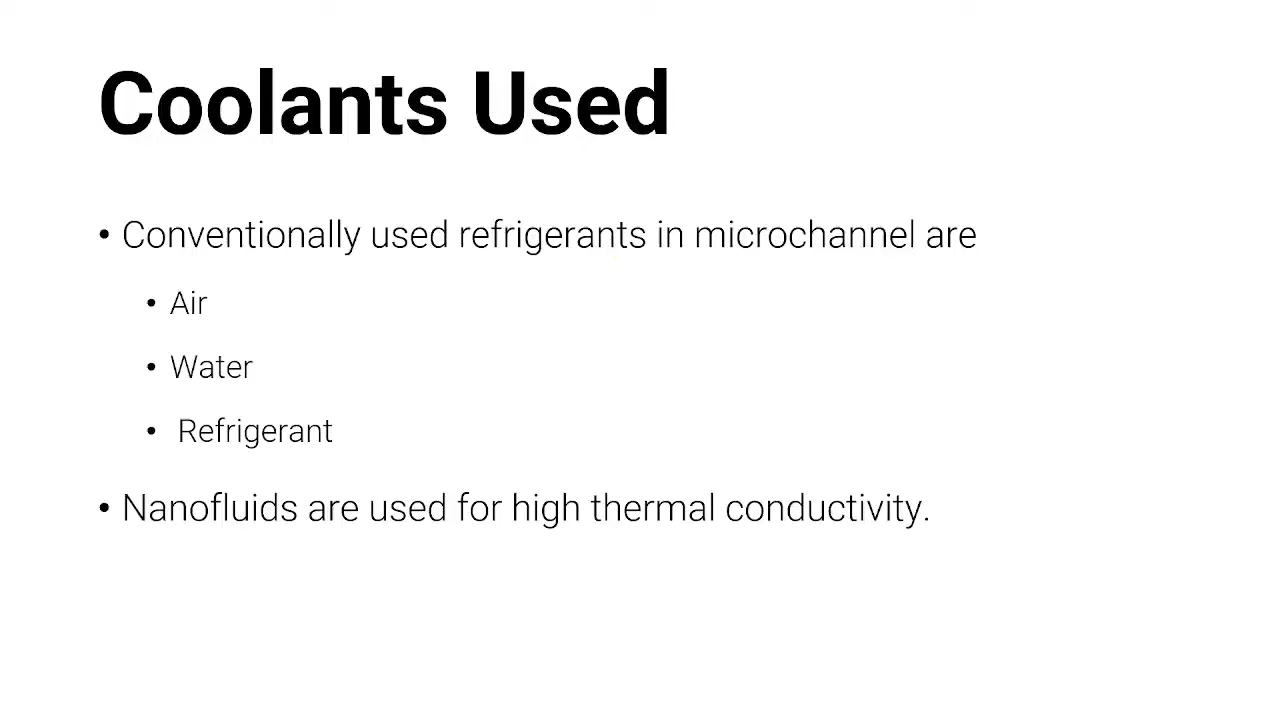 Coolants Used
• Conventionally used refrigerants in microchannel are
• Air
• Water
• Refrigerant
• Nanofluids are used for high thermal conductivity.